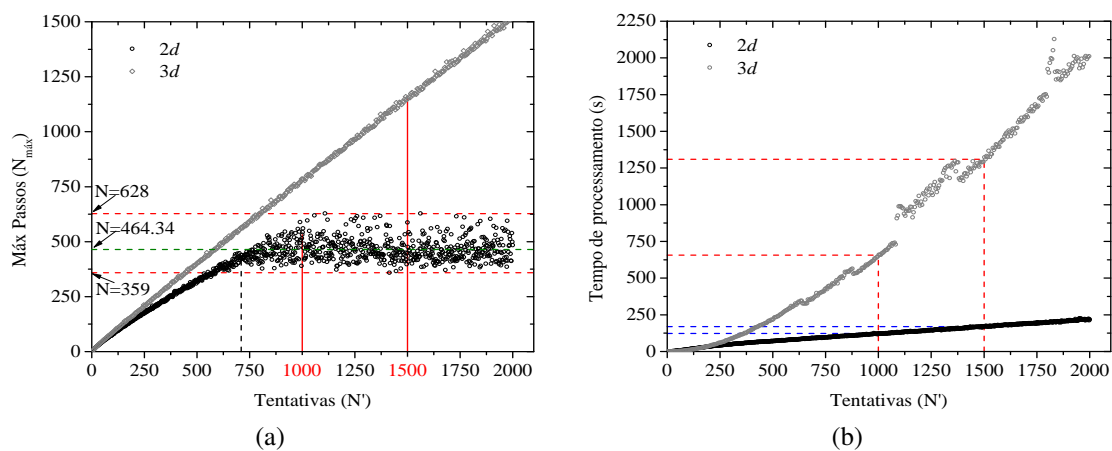 1500
1250
1000
750
500
250
0
Máx Passos (N_máx)
2d
3d
N=628
N=464.34
N=359
0 250 500 750 1000 1250 1500 1750 2000
Tentativas (N')
(a)
2250
2000
1750
1500
1250
1000
750
500
250
0
Tempo de processamento (s)
2d
3d
0 250 500 750 1000 1250 1500 1750 2000
Tentativas (N')
(b)